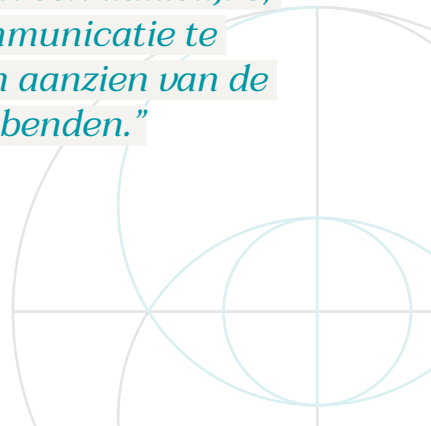 mmunicatie te
n aanzien van de
benden.”